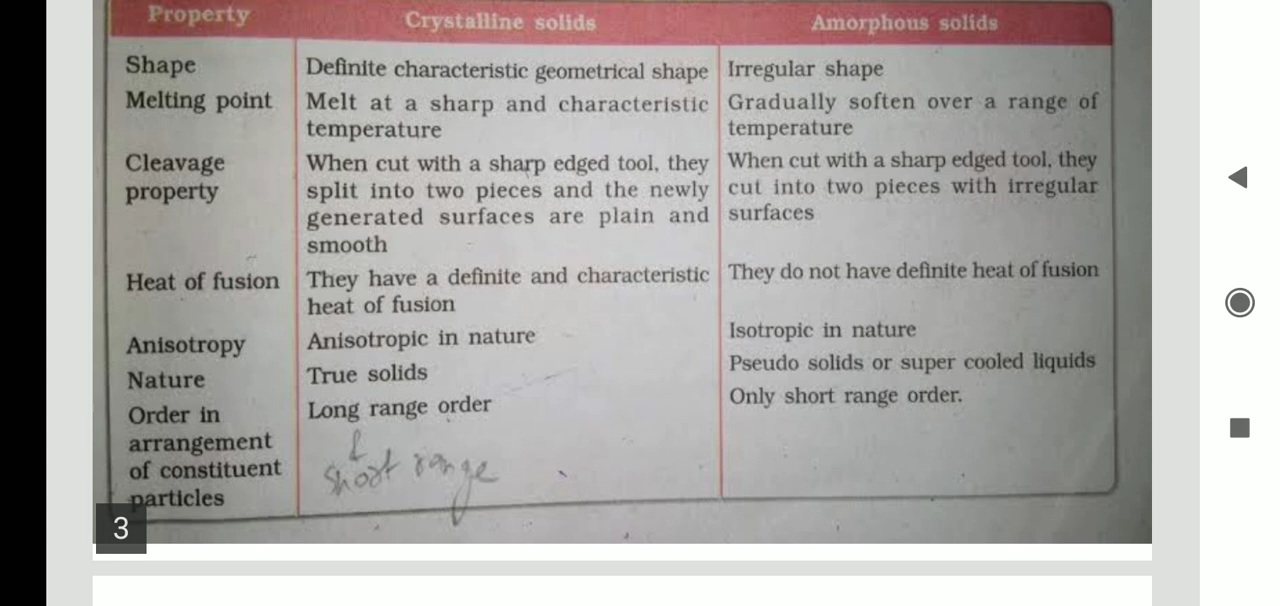 Property Crystalline solids Amorphous solids
Shape Definite characteristic geometrical shape Irregular shape
Melting point Melt at a sharp and characteristic Gradually soften over a range of
temperature temperature
Cleavage When cut with a sharp edged tool, they When cut with a sharp edged tool, they
property split into two pieces and the newly cut into two pieces with irregular
generated surfaces are plain and surfaces
smooth
Heat of fusion They have a definite and characteristic They do not have definite heat of fusion
heat of fusion
Anisotropy Anisotropic in nature Isotropic in nature
Nature True solids Pseudo solids or super cooled liquids
Order in Long range order Only short range order.
arrangement &
of constituent short range
particles
3